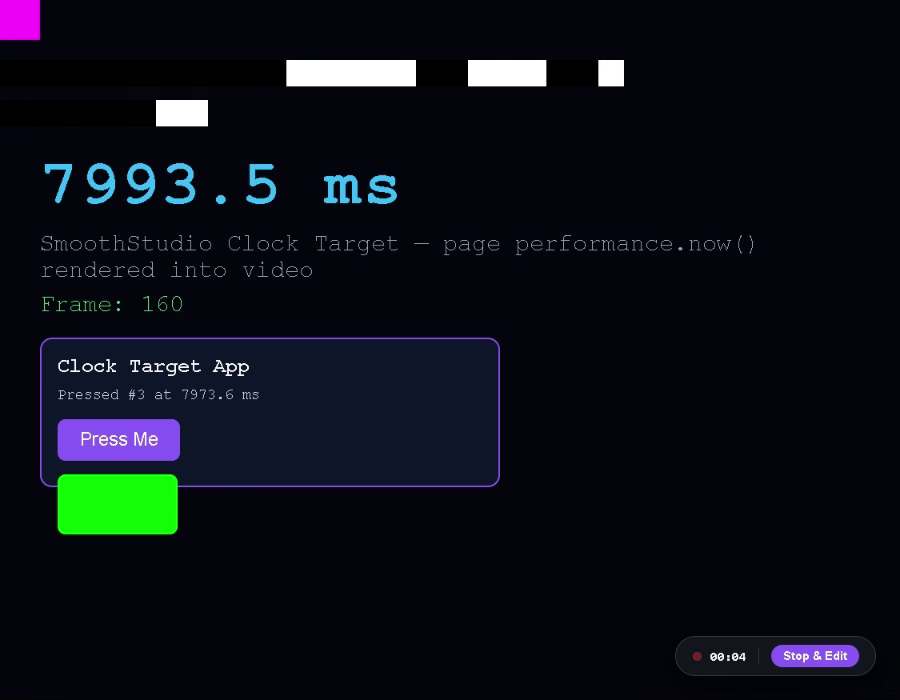 7993.5 ms
SmoothStudio Clock Target — page performance.now()
rendered into video
Frame: 160
Clock Target App
Pressed #3 at 7973.6 ms
Press Me
00:04
Stop & Edit